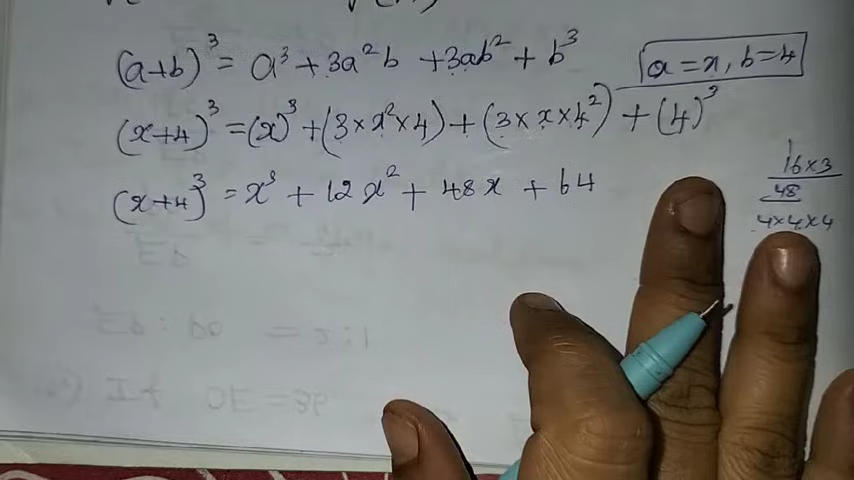 (a+b)³ = a³ + 3a²b + 3ab² + b³
a = x, b = 4
(x+4)³ = (x)³ + (3 × x² × 4) + (3 × x × 4²) + (4)³
16×3
48
4×4×4
(x+4)³ = x³ + 12x² + 48x + 64